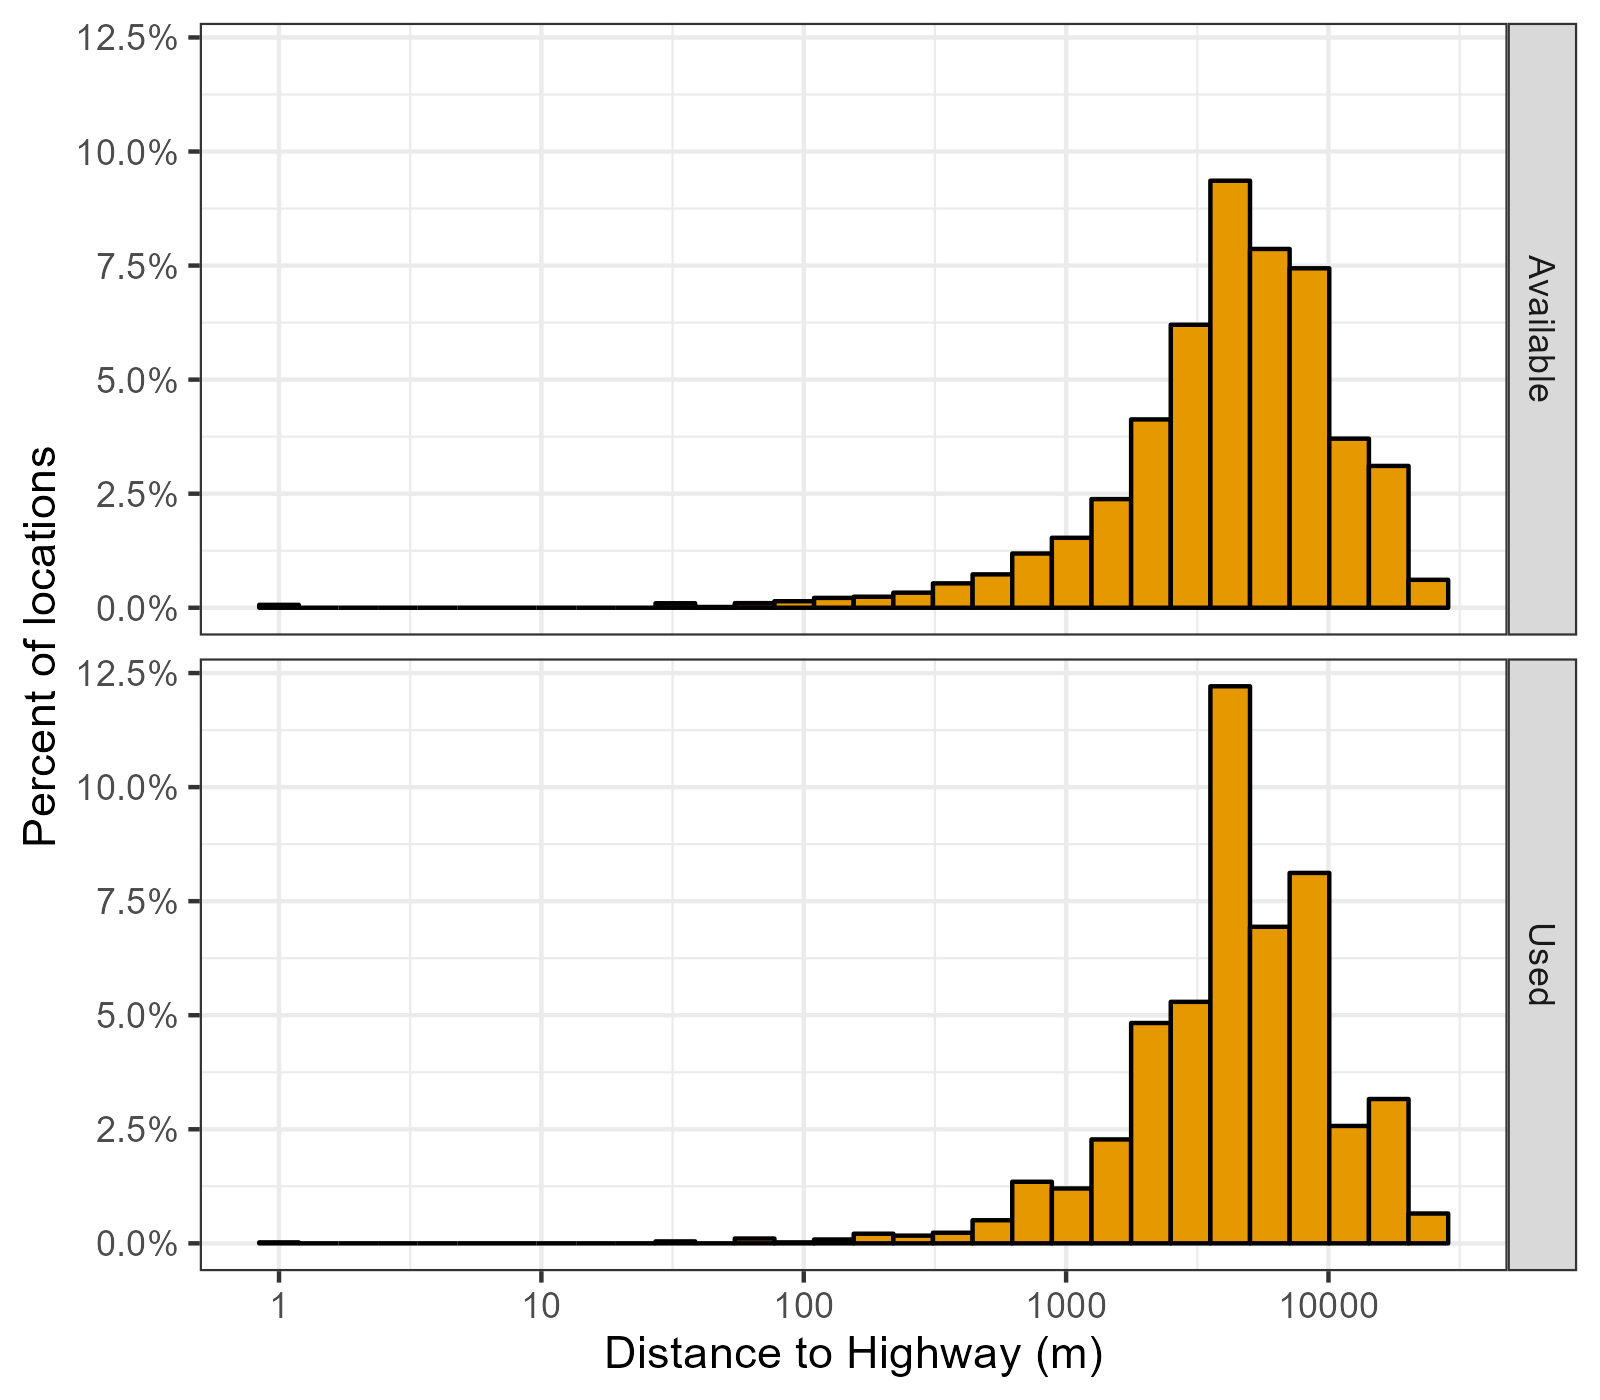 Percent of locations
12.5%
10.0%
7.5%
5.0%
2.5%
0.0%
Available
12.5%
10.0%
7.5%
5.0%
2.5%
0.0%
Used
1 10 100 1000 10000
Distance to Highway (m)